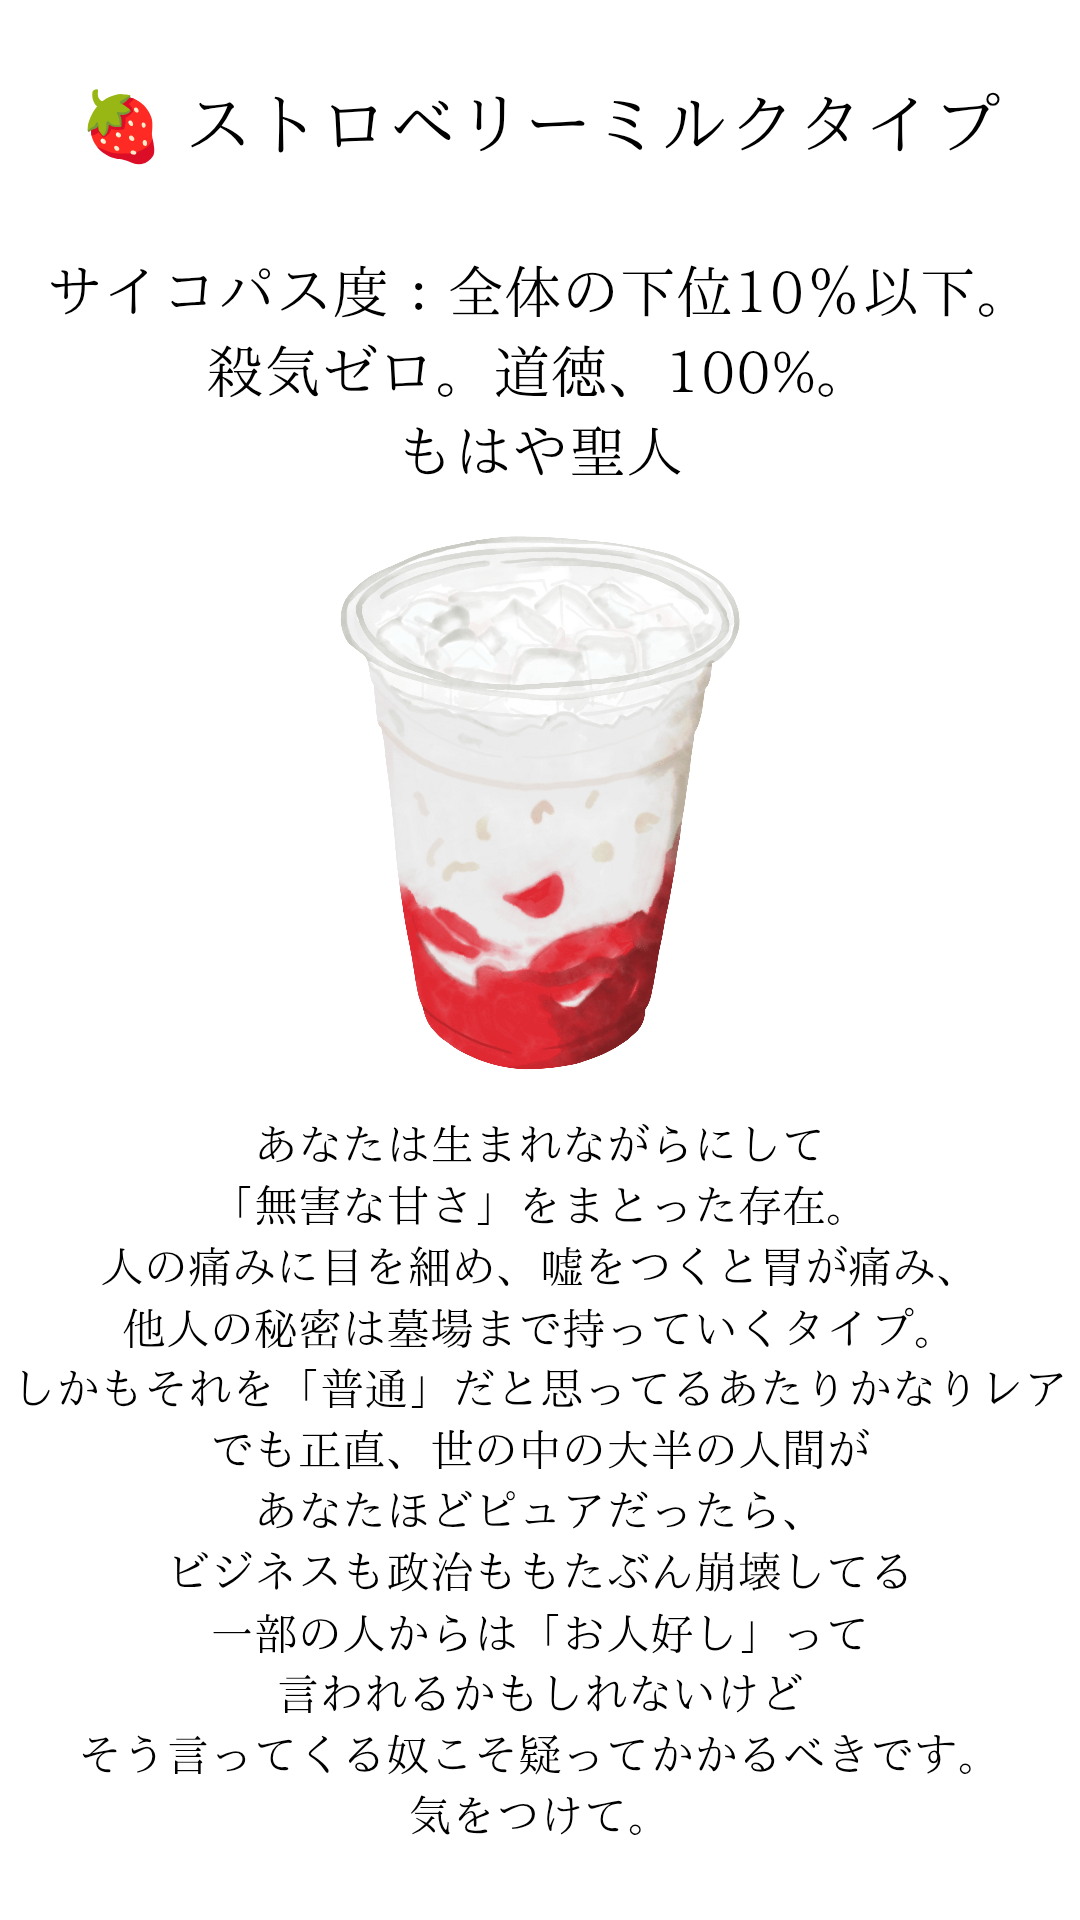 🍓 ストロベリーミルクタイプ
サイコパス度：全体の下位10％以下。
殺気ゼロ。道徳、100%。
もはや聖人
あなたは生まれながらにして
「無害な甘さ」をまとった存在。
人の痛みに目を細め、嘘をつくと胃が痛み、
他人の秘密は墓場まで持っていくタイプ。
しかもそれを「普通」だと思ってるあたりかなりレア
でも正直、世の中の大半の人間が
あなたほどピュアだったら、
ビジネスも政治ももたぶん崩壊してる
一部の人からは「お人好し」って
言われるかもしれないけど
そう言ってくる奴こそ疑ってかかるべきです。
気をつけて。